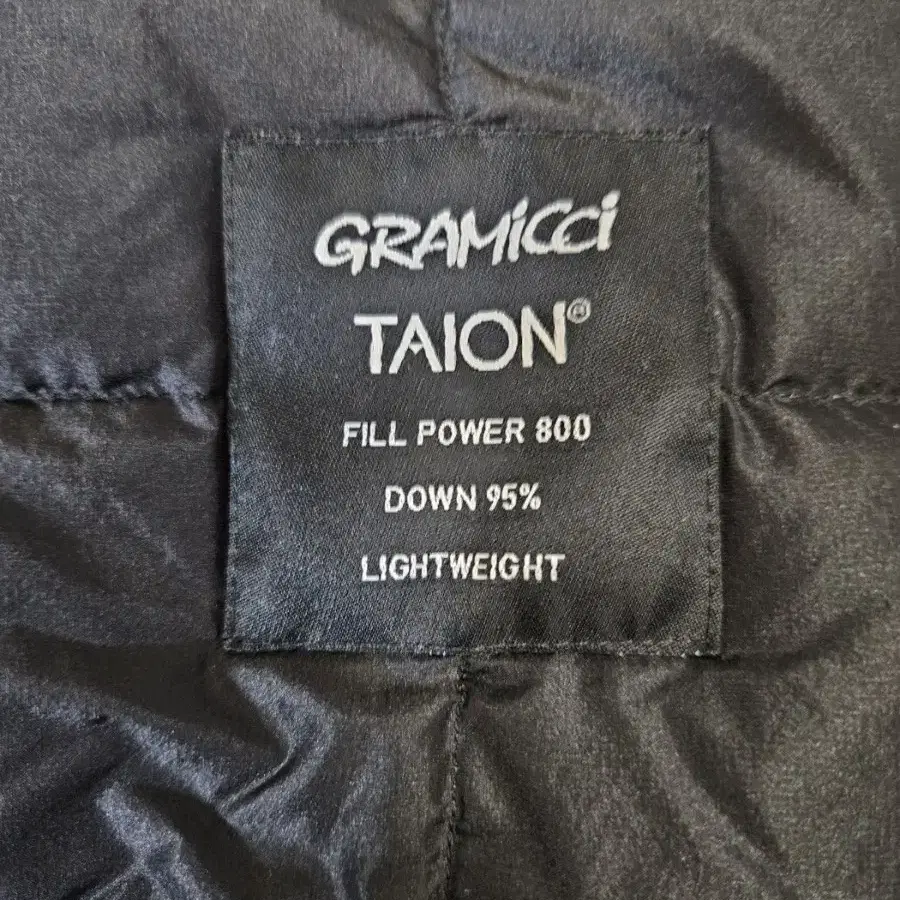 GRAMiCCi
TAION®
FILL POWER 800
DOWN 95%
LIGHTWEIGHT